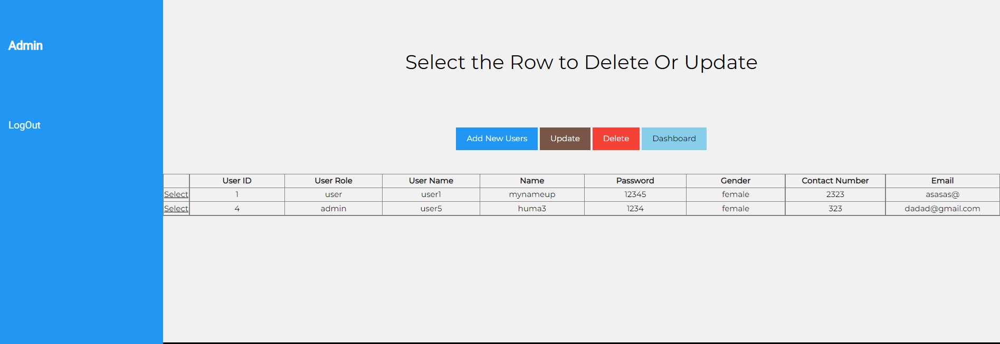 Admin
LogOut
Select the Row to Delete Or Update
Add New Users Update Delete Dashboard
User ID User Role User Name Name Password Gender Contact Number Email
Select 1 user user1 mynameup 12345 female 2323 asasas@
Select 4 admin user5 huma3 1234 female 323 dadad@gmail.com